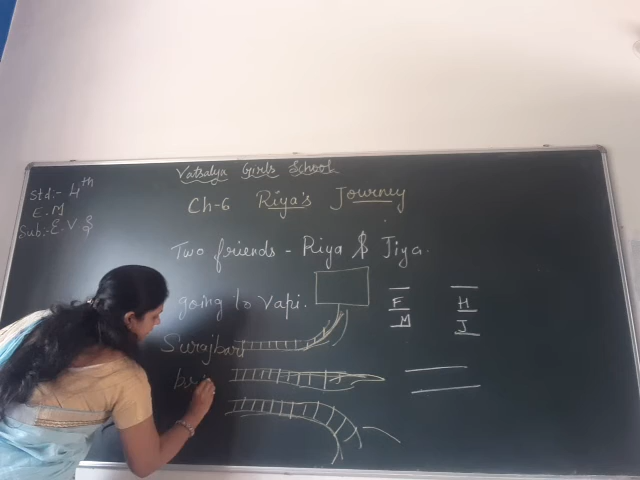 Vatsalya Girls School
Std:- 4th
E.M
Sub:- E.V.S
Ch-6 Riya's Journey
Two friends - Riya & Jiya.
going to Vapi.
F
M
H
J
Surajbari